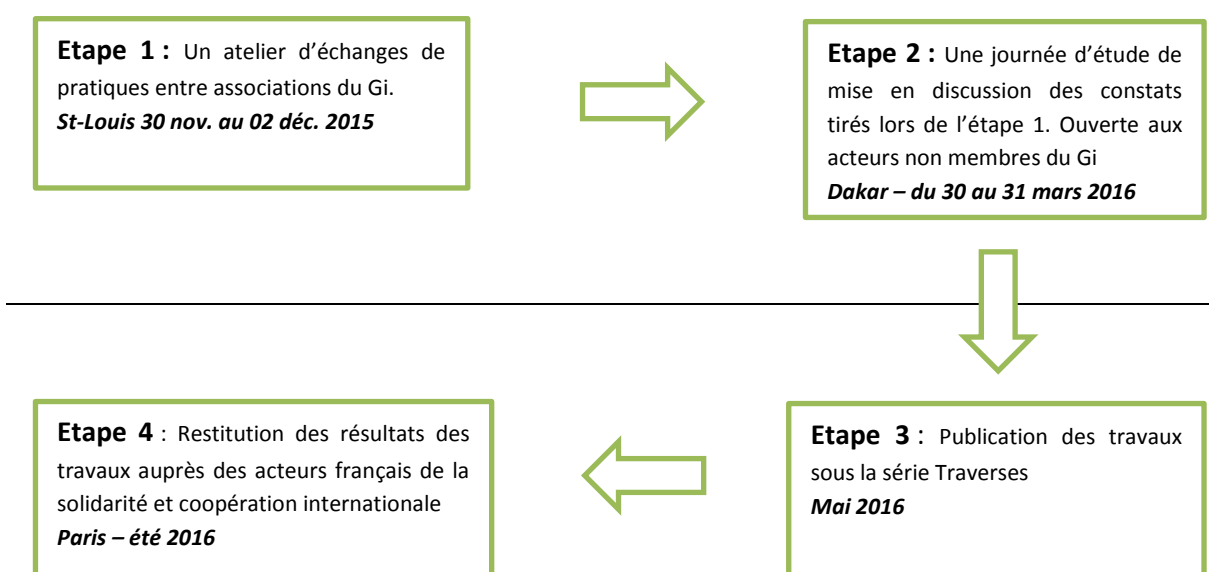 Etape 1 : Un atelier d’échanges de
pratiques entre associations du Gi.
St-Louis 30 nov. au 02 déc. 2015
Etape 2 : Une journée d’étude de
mise en discussion des constats
tirés lors de l’étape 1. Ouverte aux
acteurs non membres du Gi
Dakar – du 30 au 31 mars 2016
Etape 3 : Publication des travaux
sous la série Traverses
Mai 2016
Etape 4 : Restitution des résultats des
travaux auprès des acteurs français de la
solidarité et coopération internationale
Paris – été 2016